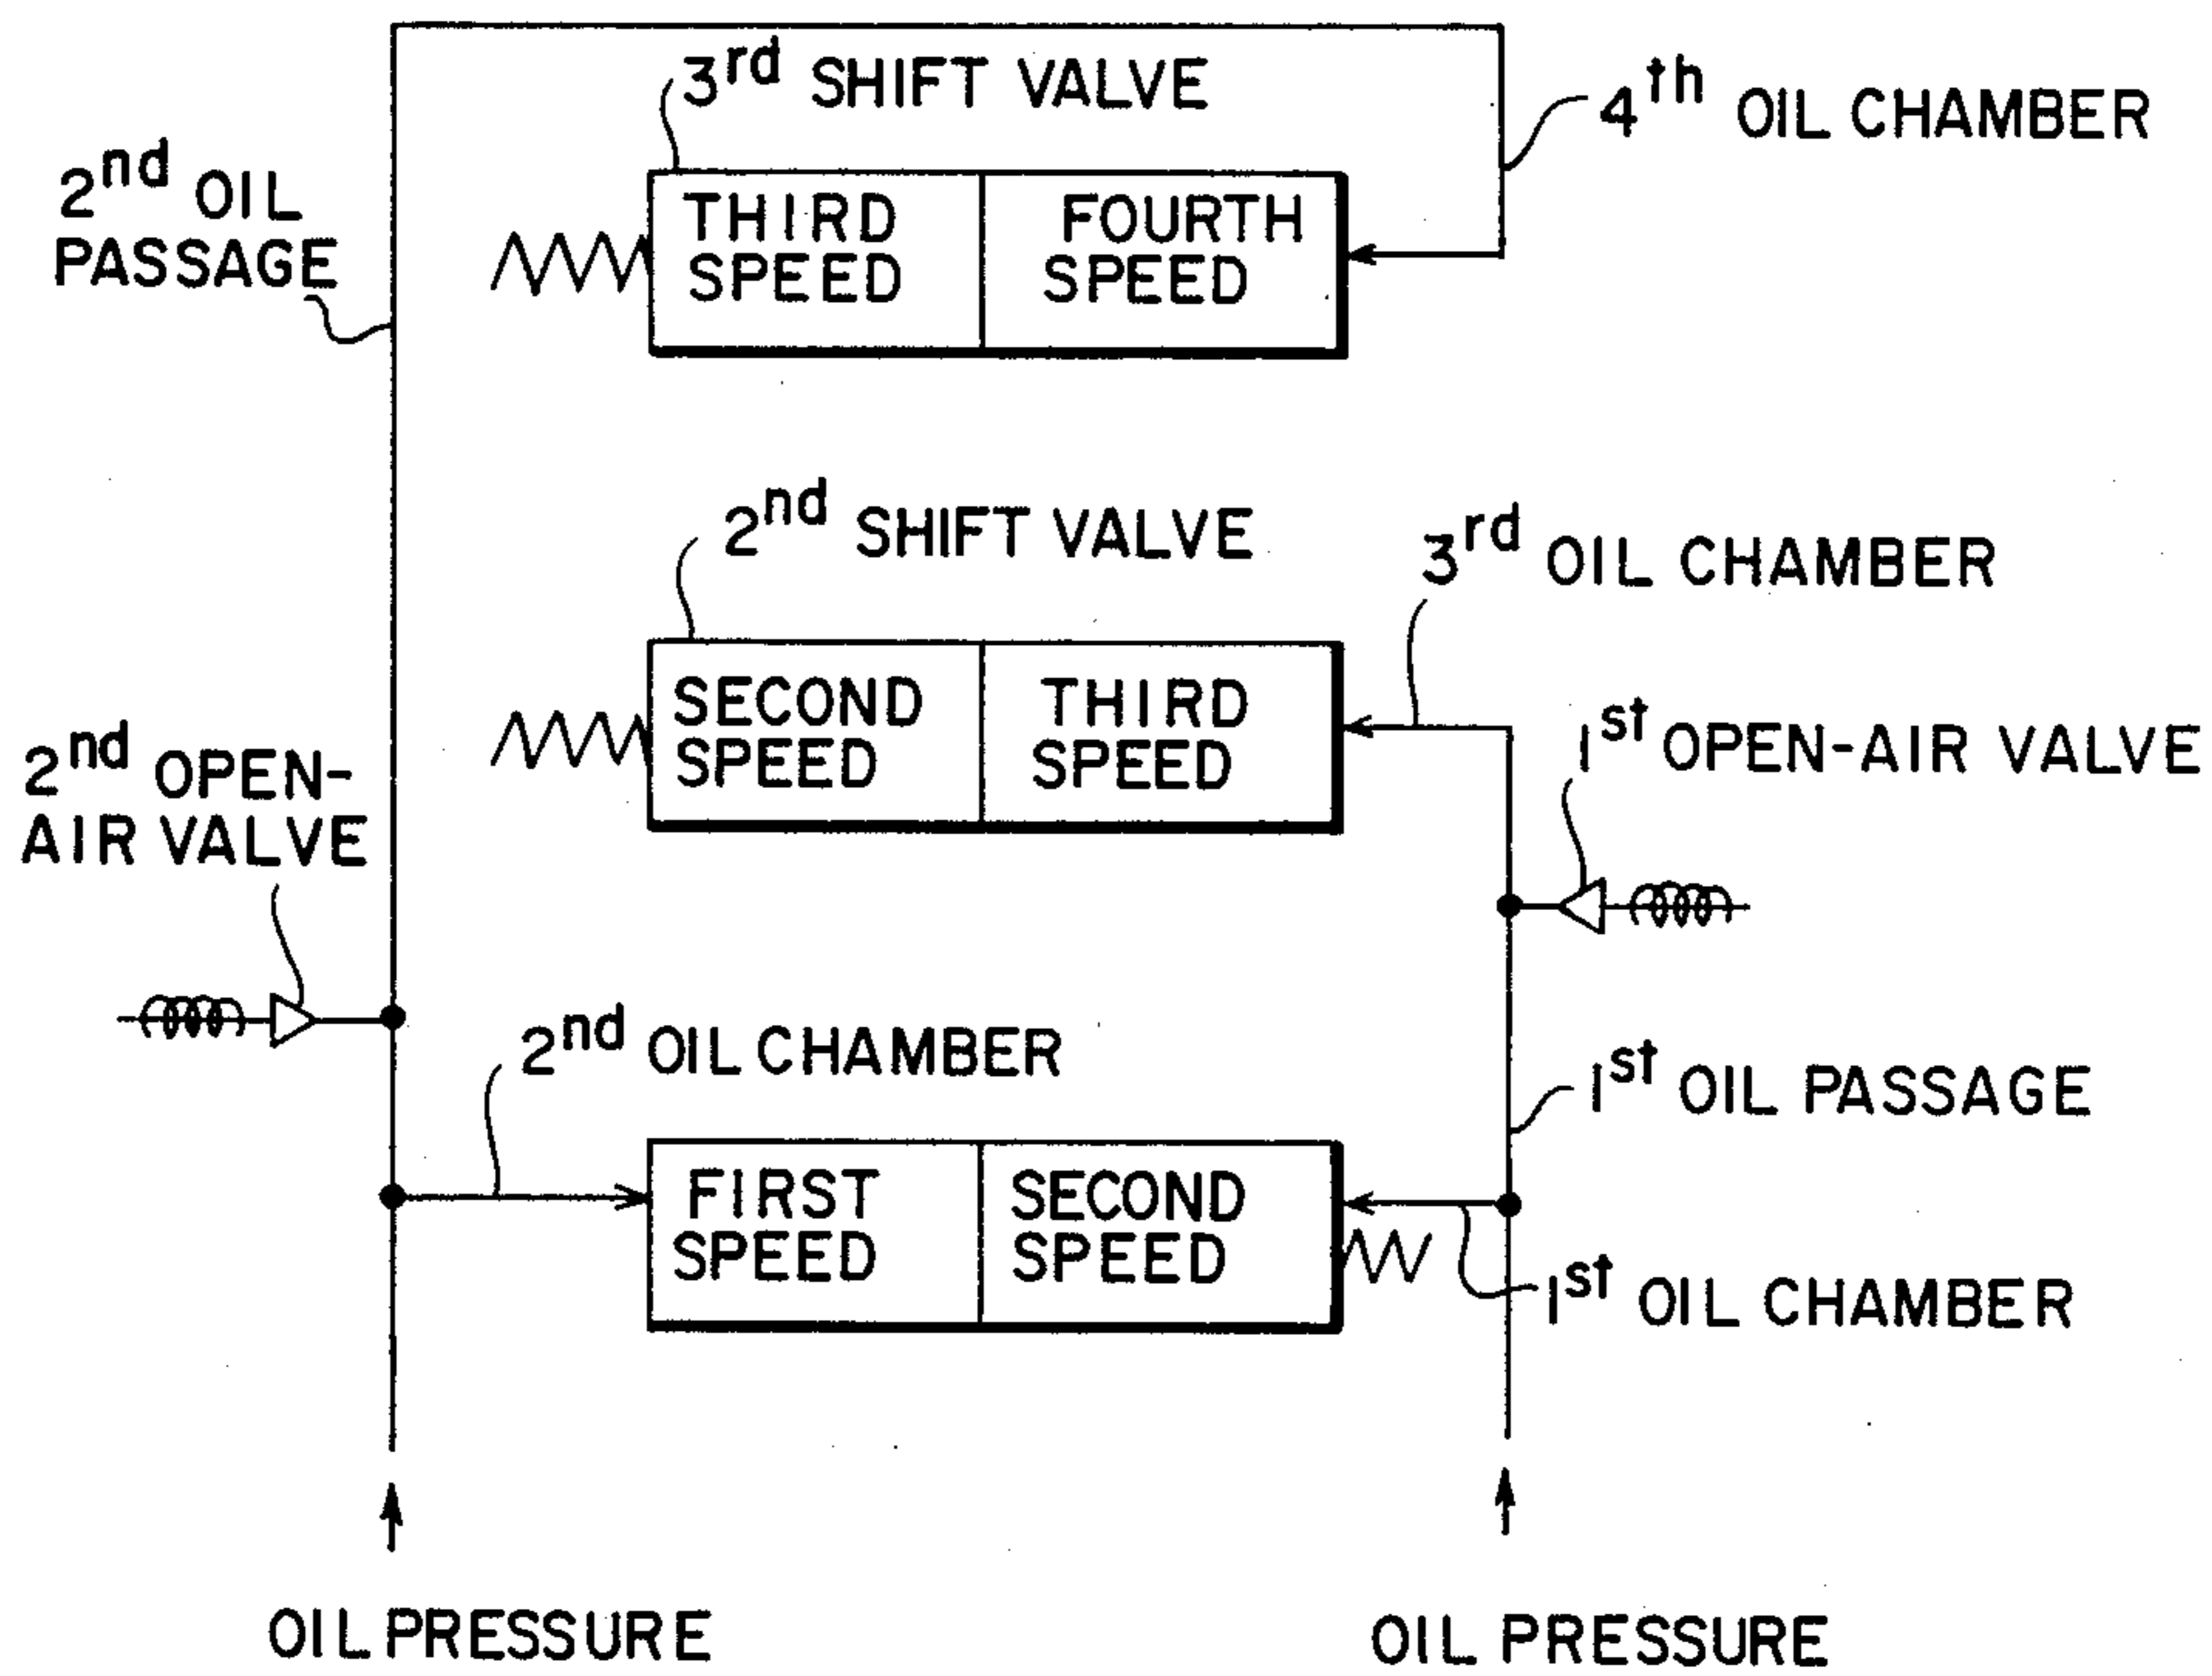 3rd SHIFT VALVE
4th OIL CHAMBER
2nd OIL
PASSAGE
THIRD
SPEED
FOURTH
SPEED
2nd SHIFT VALVE
3rd OIL CHAMBER
SECOND
SPEED
THIRD
SPEED
1st OPEN-AIR VALVE
2nd OPEN-
AIR VALVE
2nd OIL CHAMBER
1st OIL PASSAGE
FIRST
SPEED
SECOND
SPEED
1st OIL CHAMBER
OIL PRESSURE
OIL PRESSURE